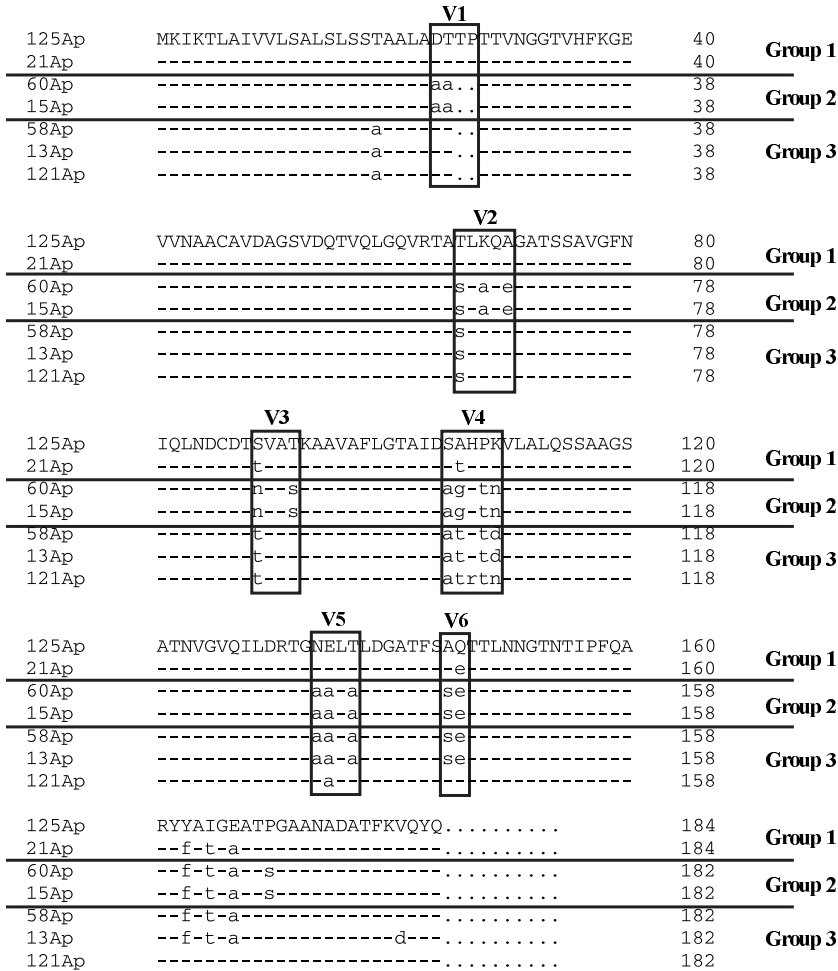 V1
125Ap MKIKTLAIVVLSALSLSSTAALADTTPTTVNGGTVHFKGE 40 Group 1
21Ap ---------------------------------------- 40
60Ap -----------------------aa..------------- 38 Group 2
15Ap -----------------------aa..------------- 38
58Ap ------------------a------..------------- 38 Group 3
13Ap ------------------a------..------------- 38
121Ap ------------------a------..------------- 38
V2
125Ap VVNAACAVDAGSVDQTVQLGQVRTATLKQAGATSSAVGFN 80 Group 1
21Ap ---------------------------------------- 80
60Ap -------------------------s-a-e---------- 78 Group 2
15Ap -------------------------s-a-e---------- 78
58Ap -------------------------s-------------- 78 Group 3
13Ap -------------------------s-------------- 78
121Ap -------------------------s-------------- 78
V3 V4
125Ap IQLNDCDTSVATKAAVAFLGTAIDSAHPKVLALQSSAAGS 120 Group 1
21Ap --------t----------------t-------------- 120
60Ap --------n--s------------ag-tn----------- 118 Group 2
15Ap --------n--s------------ag-tn----------- 118
58Ap --------t---------------at-td----------- 118 Group 3
13Ap --------t---------------at-td----------- 118
121Ap --------t---------------atrtn----------- 118
V5 V6
125Ap ATNVGVQILDRTGNELTLDGATFSAQTTLNNGTNTIPFQA 160 Group 1
21Ap -------------------------e-------------- 160
60Ap -------------aa-a-------se-------------- 158 Group 2
15Ap -------------aa-a-------se-------------- 158
58Ap -------------aa-a-------se-------------- 158 Group 3
13Ap -------------aa-a-------se-------------- 158
121Ap --------------a------------------------- 158
125Ap RYYAIGEATPGAANADATFKVQYQ.......... 184 Group 1
21Ap --f-t-a-----------------.......... 184
60Ap --f-t-a--s--------------.......... 182 Group 2
15Ap --f-t-a--s--------------.......... 182
58Ap --f-t-a-----------------.......... 182 Group 3
13Ap --f-t-a-------------d---.......... 182
121Ap ------------------------.......... 182